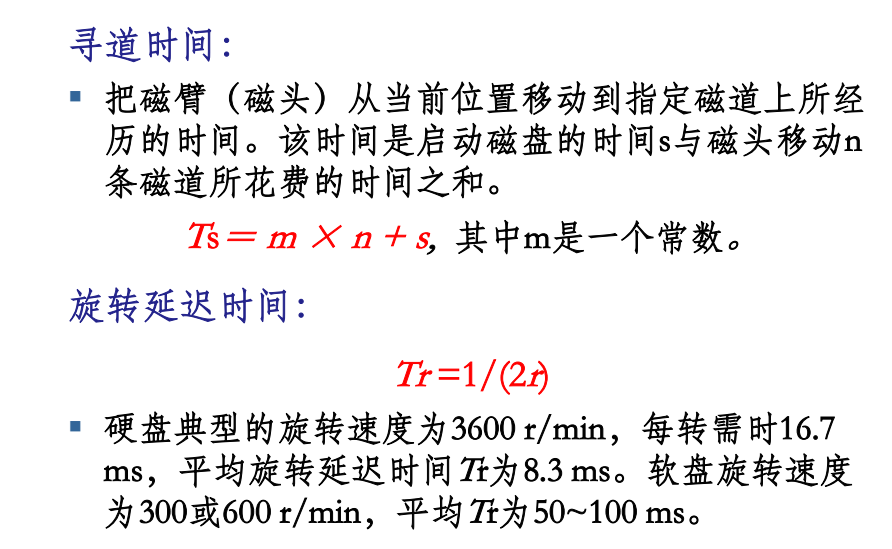 寻道时间：
▪ 把磁臂（磁头）从当前位置移动到指定磁道上所经
历的时间。该时间是启动磁盘的时间s与磁头移动n
条磁道所花费的时间之和。
Ts＝ m × n + s, 其中m是一个常数。
旋转延迟时间：
Tr =1/(2r)
▪ 硬盘典型的旋转速度为3600 r/min，每转需时16.7
ms，平均旋转延迟时间Tr为8.3 ms。软盘旋转速度
为300或600 r/min，平均Tr为50~100 ms。